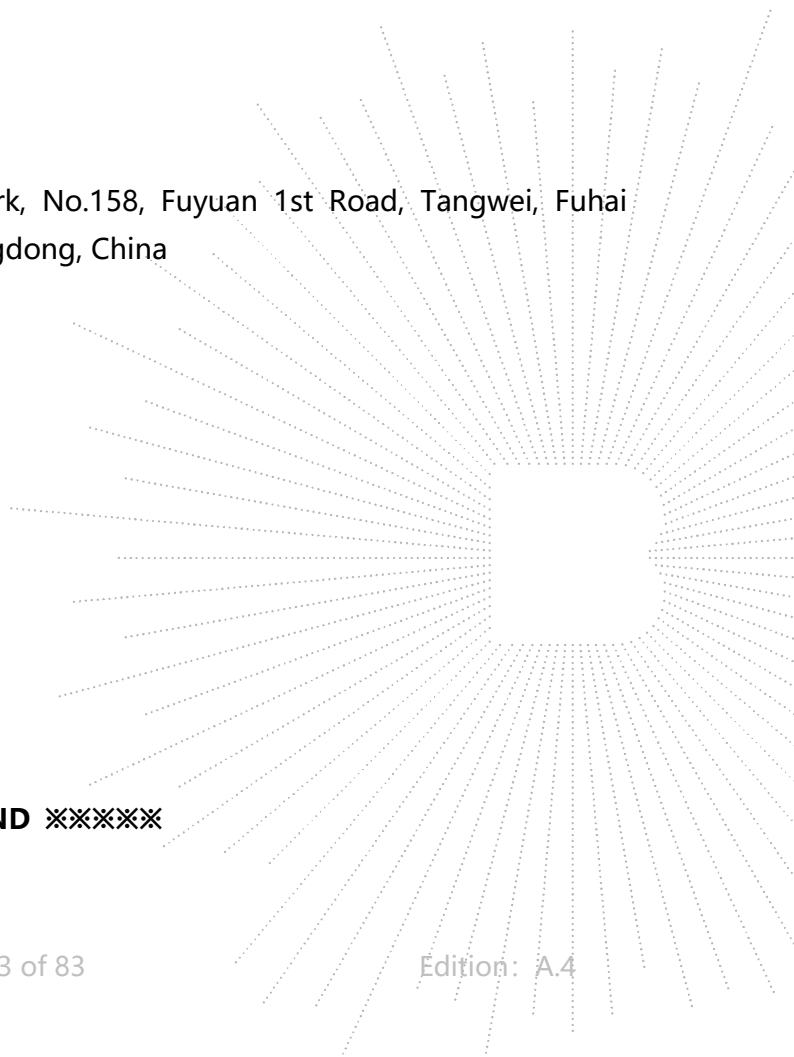 rk, No.158, Fuyuan 1st Road, Tangwei, Fuhai
gdong, China
ND ※※※※※
3 of 83 Edition：A.4